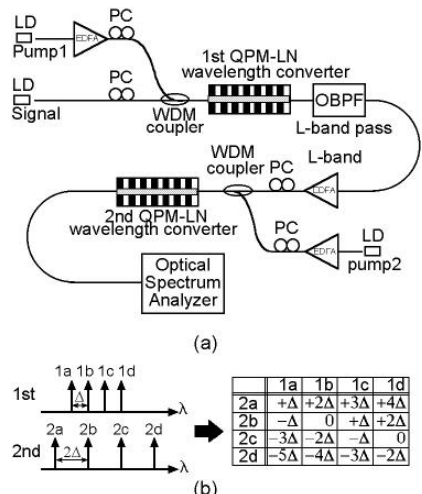 LD
Pump1
EDFA
PC
1st QPM-LN
wavelength converter
LD
Signal
PC
WDM
coupler
OBPF
L-band pass
WDM
coupler
PC
L-band
EDFA
2nd QPM-LN
wavelength converter
PC
EDFA
LD
pump2
Optical
Spectrum
Analyzer
(a)
1a 1b 1c 1d
1st
Δ
λ
2a 2b 2c 2d
2nd
2Δ
λ
1a 1b 1c 1d
2a +Δ +2Δ +3Δ +4Δ
2b -Δ 0 +Δ +2Δ
2c -3Δ -2Δ -Δ 0
2d -5Δ -4Δ -3Δ -2Δ
(b)